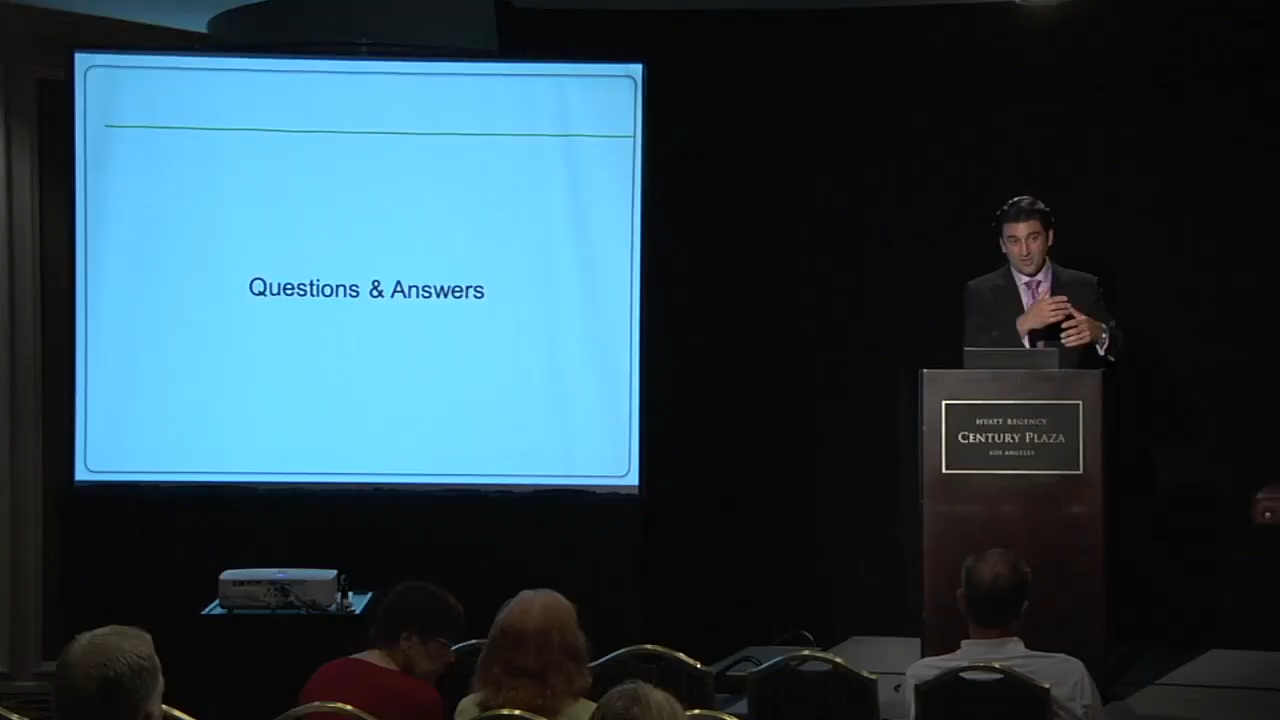 Questions & Answers
HYATT REGENCY
CENTURY PLAZA
LOS ANGELES